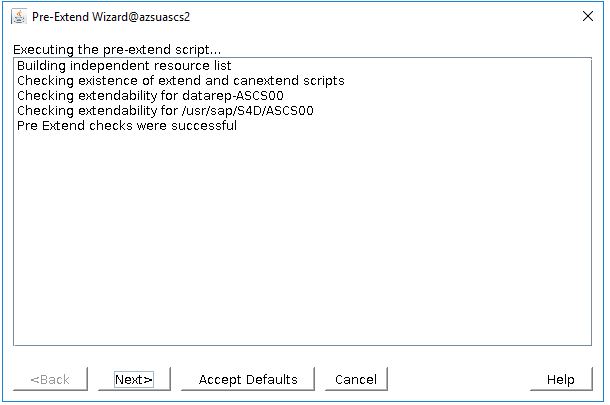 Pre-Extend Wizard@azsuascs2
Executing the pre-extend script...
Building independent resource list
Checking existence of extend and canextend scripts
Checking extendability for datarep-ASCS00
Checking extendability for /usr/sap/S4D/ASCS00
Pre Extend checks were successful
<Back Next> Accept Defaults Cancel Help